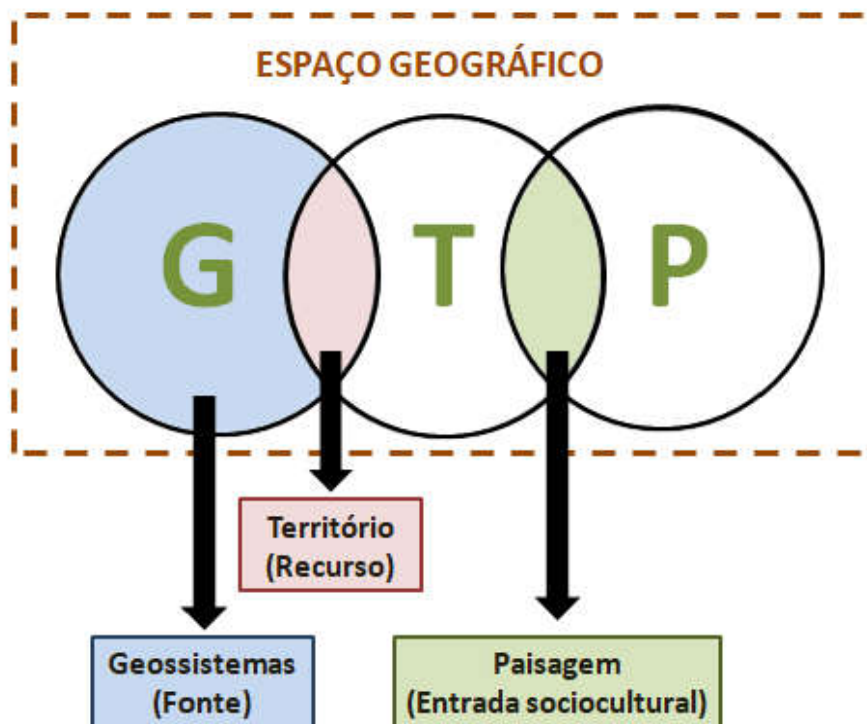 ESPAÇO GEOGRÁFICO
G T P
Território
(Recurso)
Geossistemas
(Fonte)
Paisagem
(Entrada sociocultural)